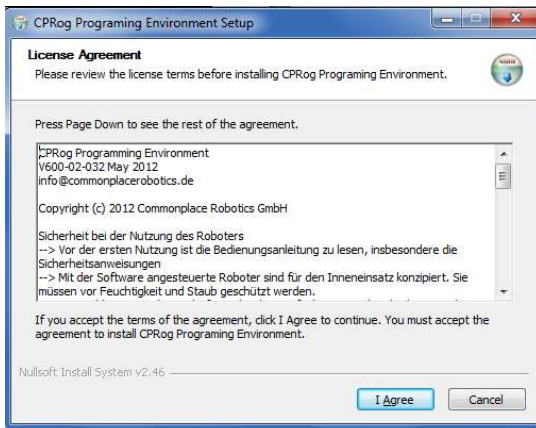 CPRog Programing Environment Setup
License Agreement
Please review the license terms before installing CPRog Programing Environment.
Press Page Down to see the rest of the agreement.
CPRog Programming Environment
V600-02-032 May 2012
info@commonplacerobotics.de
Copyright (c) 2012 Commonplace Robotics GmbH
Sicherheit bei der Nutzung des Roboters
--> Vor der ersten Nutzung ist die Bedienungsanleitung zu lesen, insbesondere die
Sicherheitsanweisungen
--> Mit der Software angesteuerte Roboter sind für den Inneneinsatz konzipiert. Sie
müssen vor Feuchtigkeit und Staub geschützt werden.
If you accept the terms of the agreement, click I Agree to continue. You must accept the
agreement to install CPRog Programing Environment.
Nullsoft Install System v2.46
I Agree
Cancel